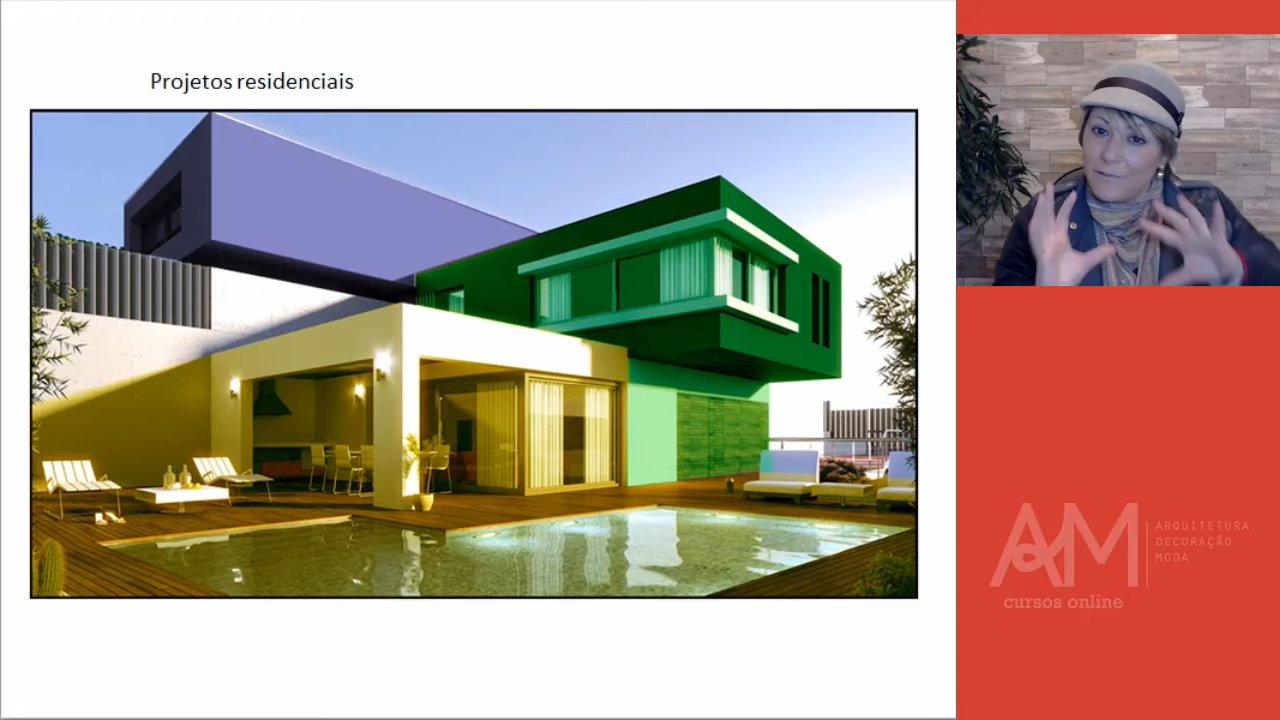 Projetos residenciais
AM
ARQUITETURA
DECORAÇÃO
MODA
cursos online